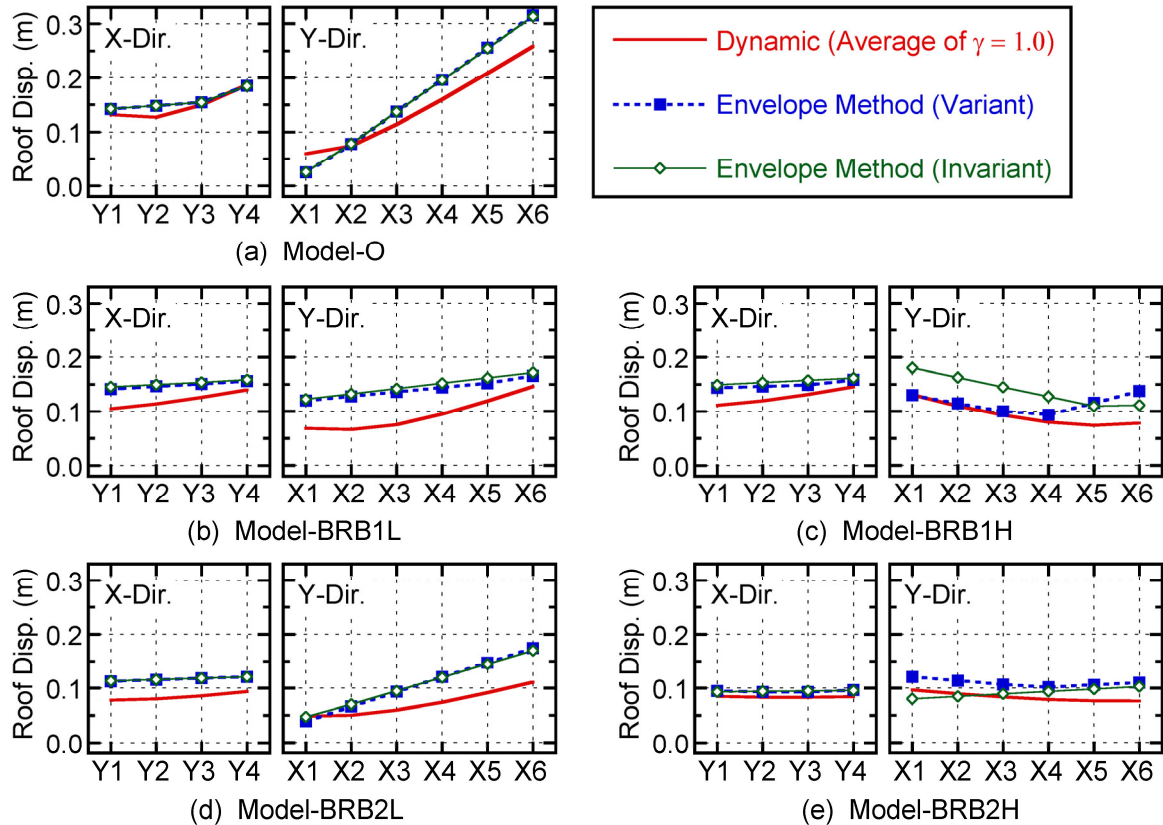 Roof Disp. (m)
0.3
0.2
0.1
0.0
X-Dir.
Y-Dir.
Y1 Y2 Y3 Y4
X1 X2 X3 X4 X5 X6
(a) Model-O
Dynamic (Average of γ = 1.0)
Envelope Method (Variant)
Envelope Method (Invariant)
Roof Disp. (m)
0.3
0.2
0.1
0.0
X-Dir.
Y-Dir.
Y1 Y2 Y3 Y4
X1 X2 X3 X4 X5 X6
(b) Model-BRB1L
Roof Disp. (m)
0.3
0.2
0.1
0.0
X-Dir.
Y-Dir.
Y1 Y2 Y3 Y4
X1 X2 X3 X4 X5 X6
(c) Model-BRB1H
Roof Disp. (m)
0.3
0.2
0.1
0.0
X-Dir.
Y-Dir.
Y1 Y2 Y3 Y4
X1 X2 X3 X4 X5 X6
(d) Model-BRB2L
Roof Disp. (m)
0.3
0.2
0.1
0.0
X-Dir.
Y-Dir.
Y1 Y2 Y3 Y4
X1 X2 X3 X4 X5 X6
(e) Model-BRB2H